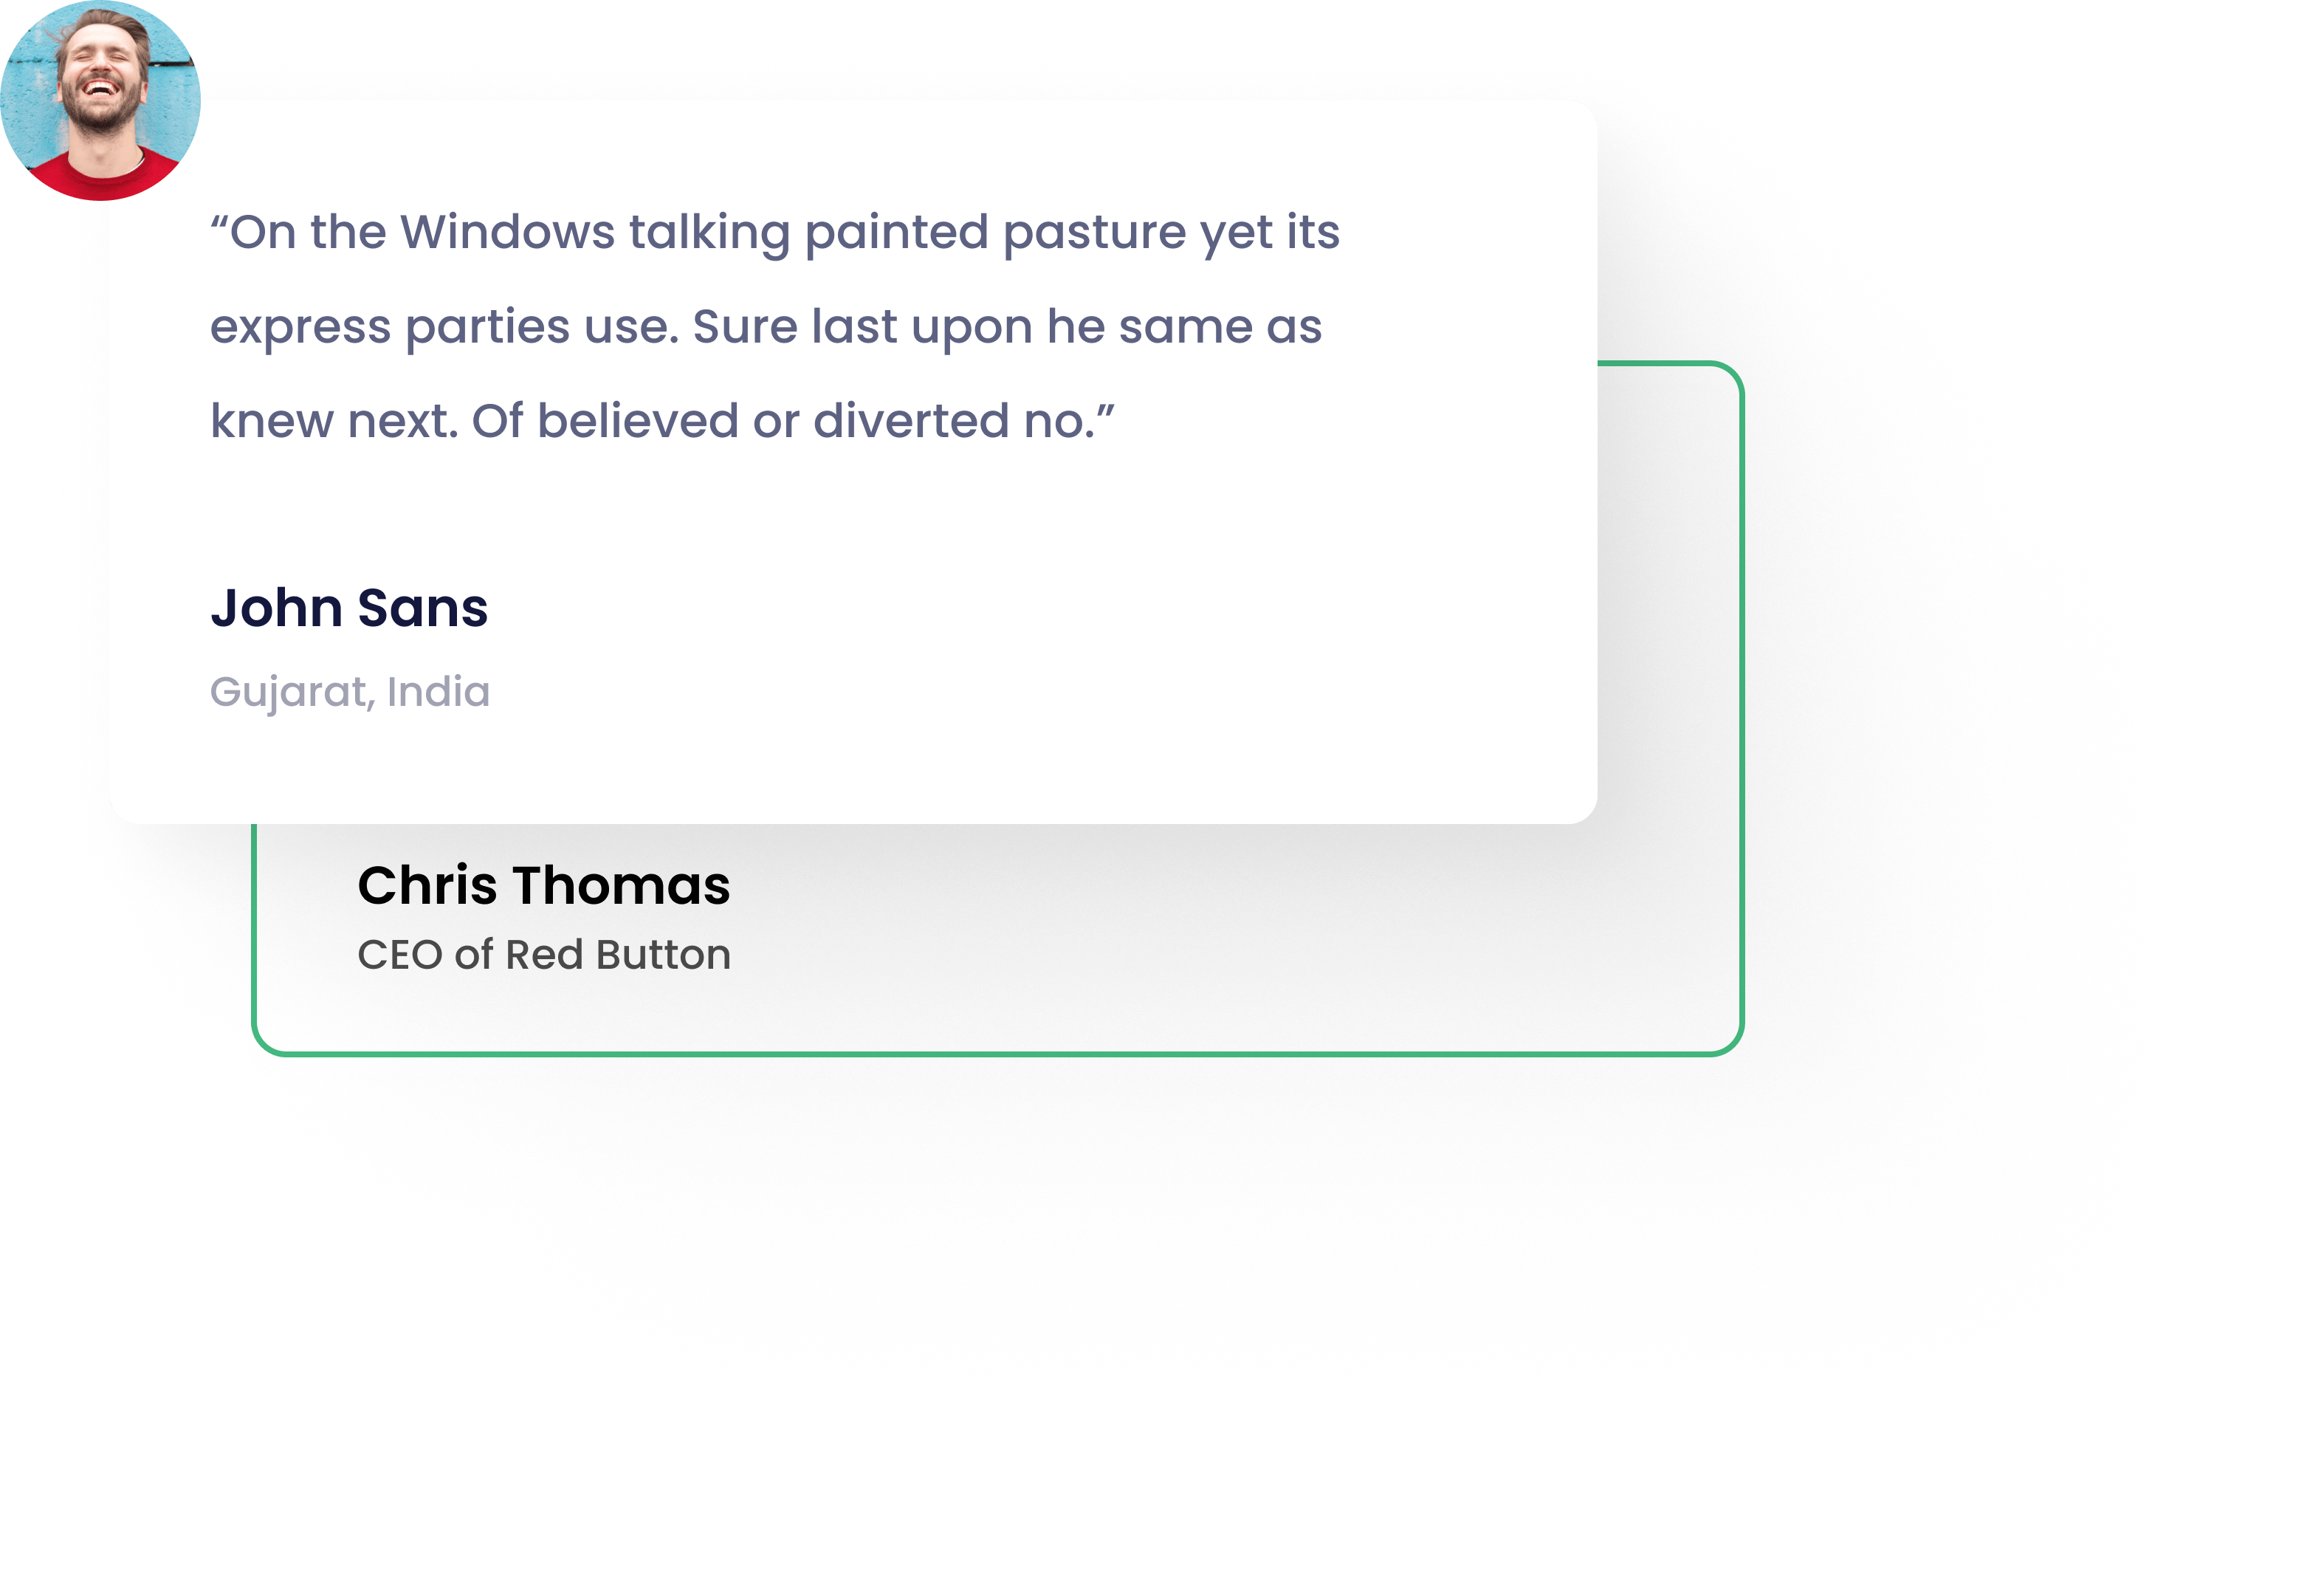 “On the Windows talking painted pasture yet its
express parties use. Sure last upon he same as
knew next. Of believed or diverted no.”
John Sans
Gujarat, India
Chris Thomas
CEO of Red Button